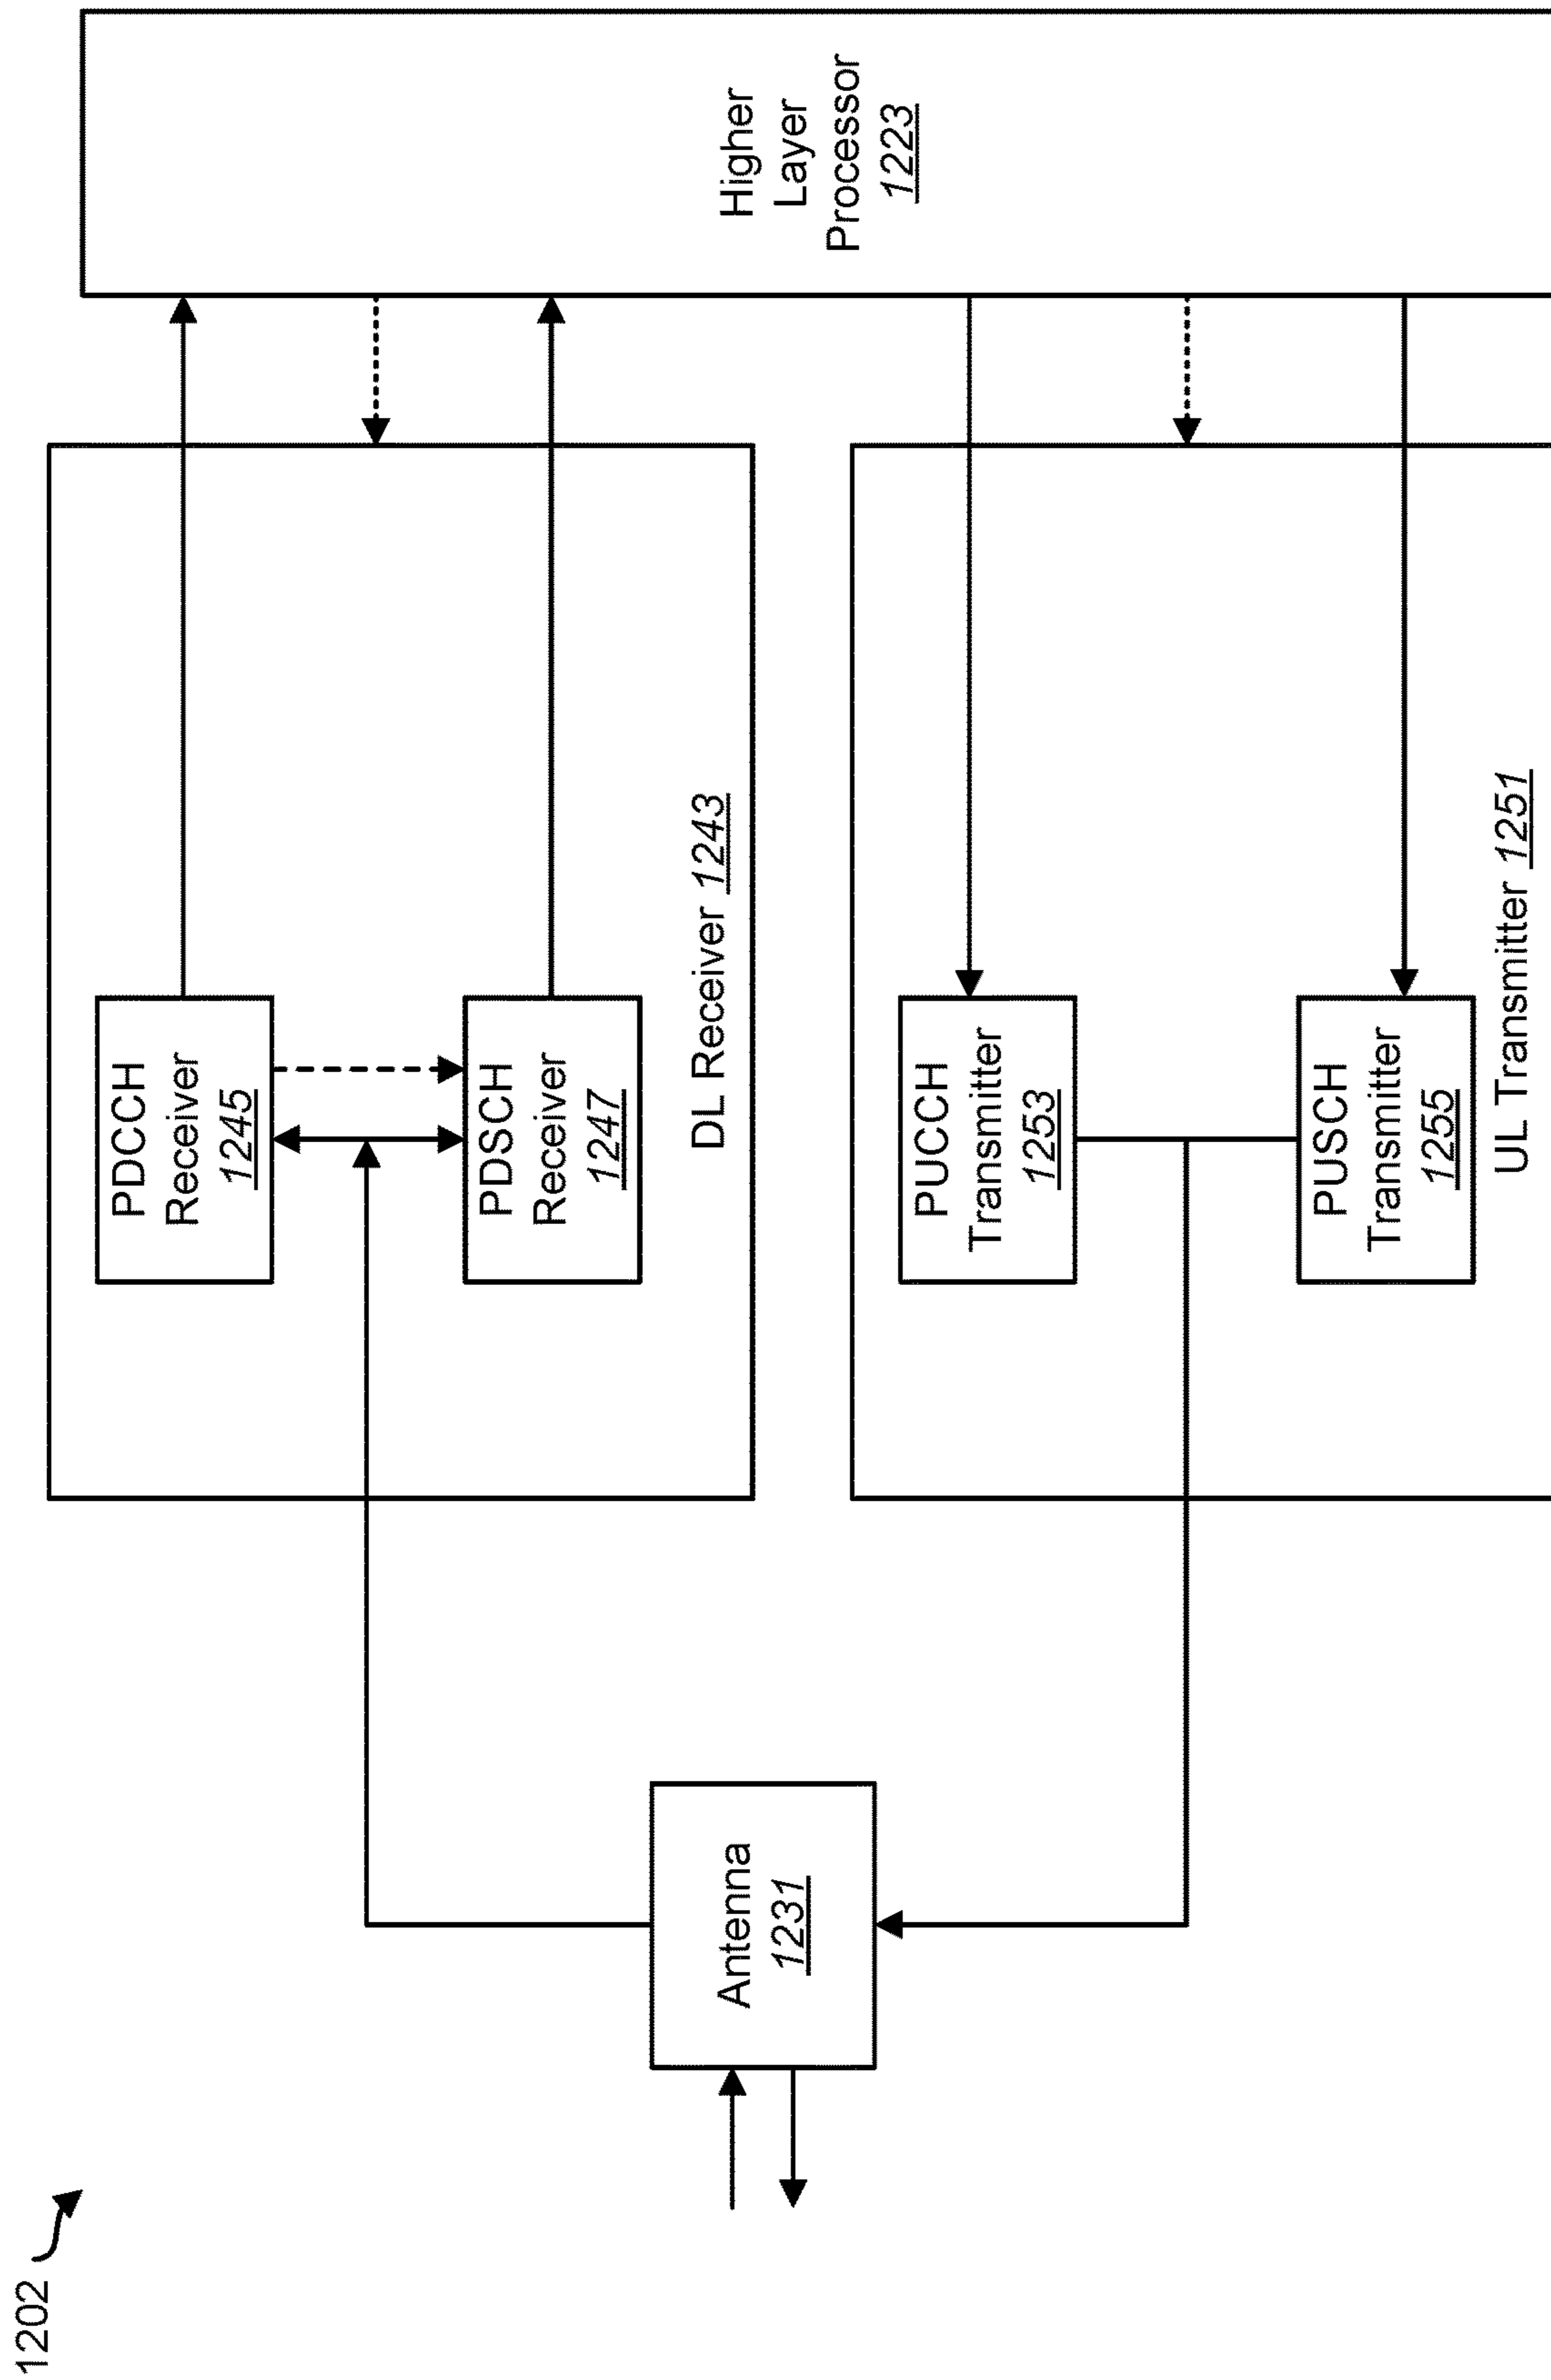 1202
Antenna
1231
PDCCH
Receiver
1245
PDSCH
Receiver
1247
DL Receiver 1243
PUCCH
Transmitter
1253
PUSCH
Transmitter
1255
UL Transmitter 1251
Higher
Layer
Processor
1223